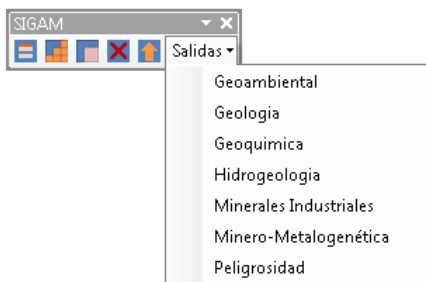 SIGAM
Salidas
Geoambiental
Geologia
Geoquimica
Hidrogeologia
Minerales Industriales
Minero-Metalogenética
Peligrosidad